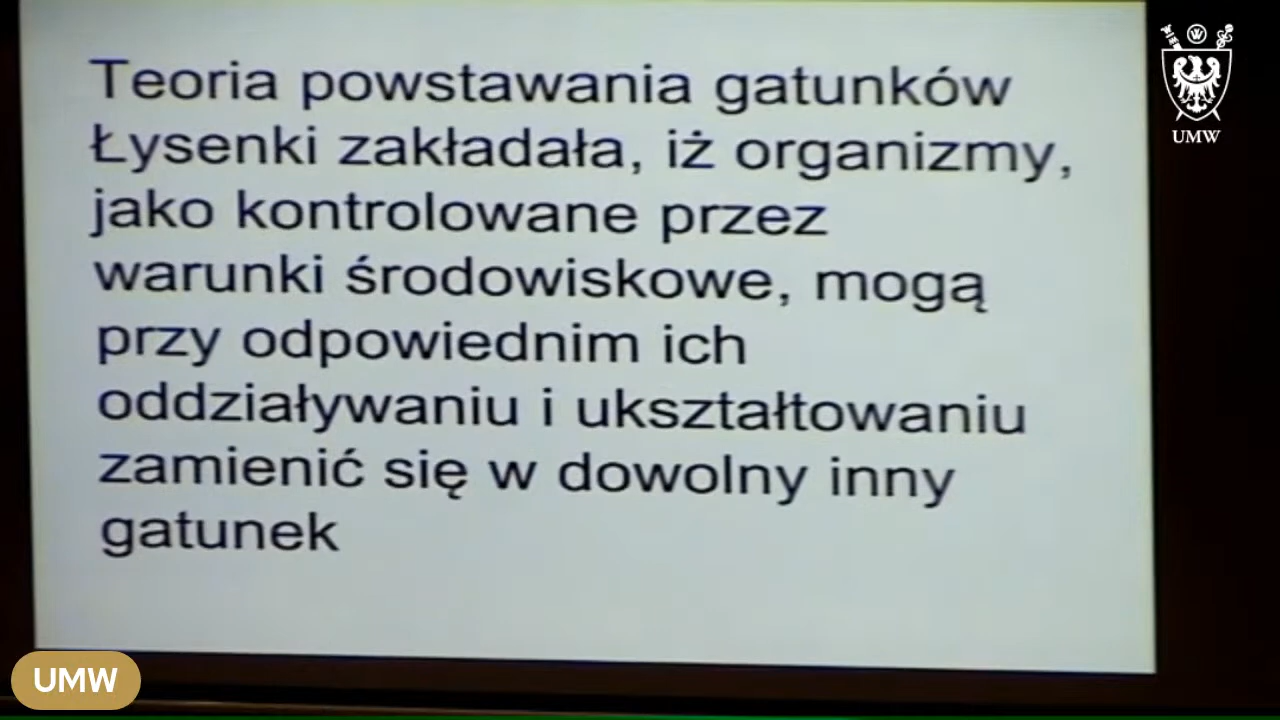 Teoria powstawania gatunków
Łysenki zakładała, iż organizmy,
jako kontrolowane przez
warunki środowiskowe, mogą
przy odpowiednim ich
oddziaływaniu i ukształtowaniu
zamienić się w dowolny inny
gatunek
W
UMW
UMW